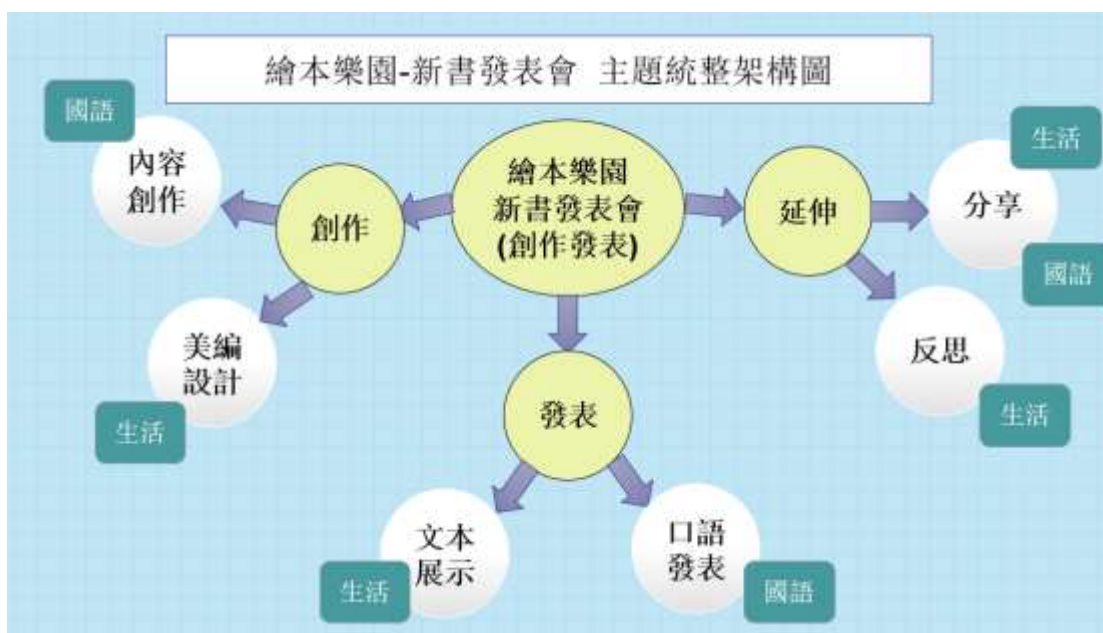 繪本樂園-新書發表會 主題統整架構圖
國語
內容
創作
創作
美編
設計
生活
繪本樂園
新書發表會
(創作發表)
發表
文本
展示
生活
口語
發表
國語
延伸
生活
分享
國語
反思
生活